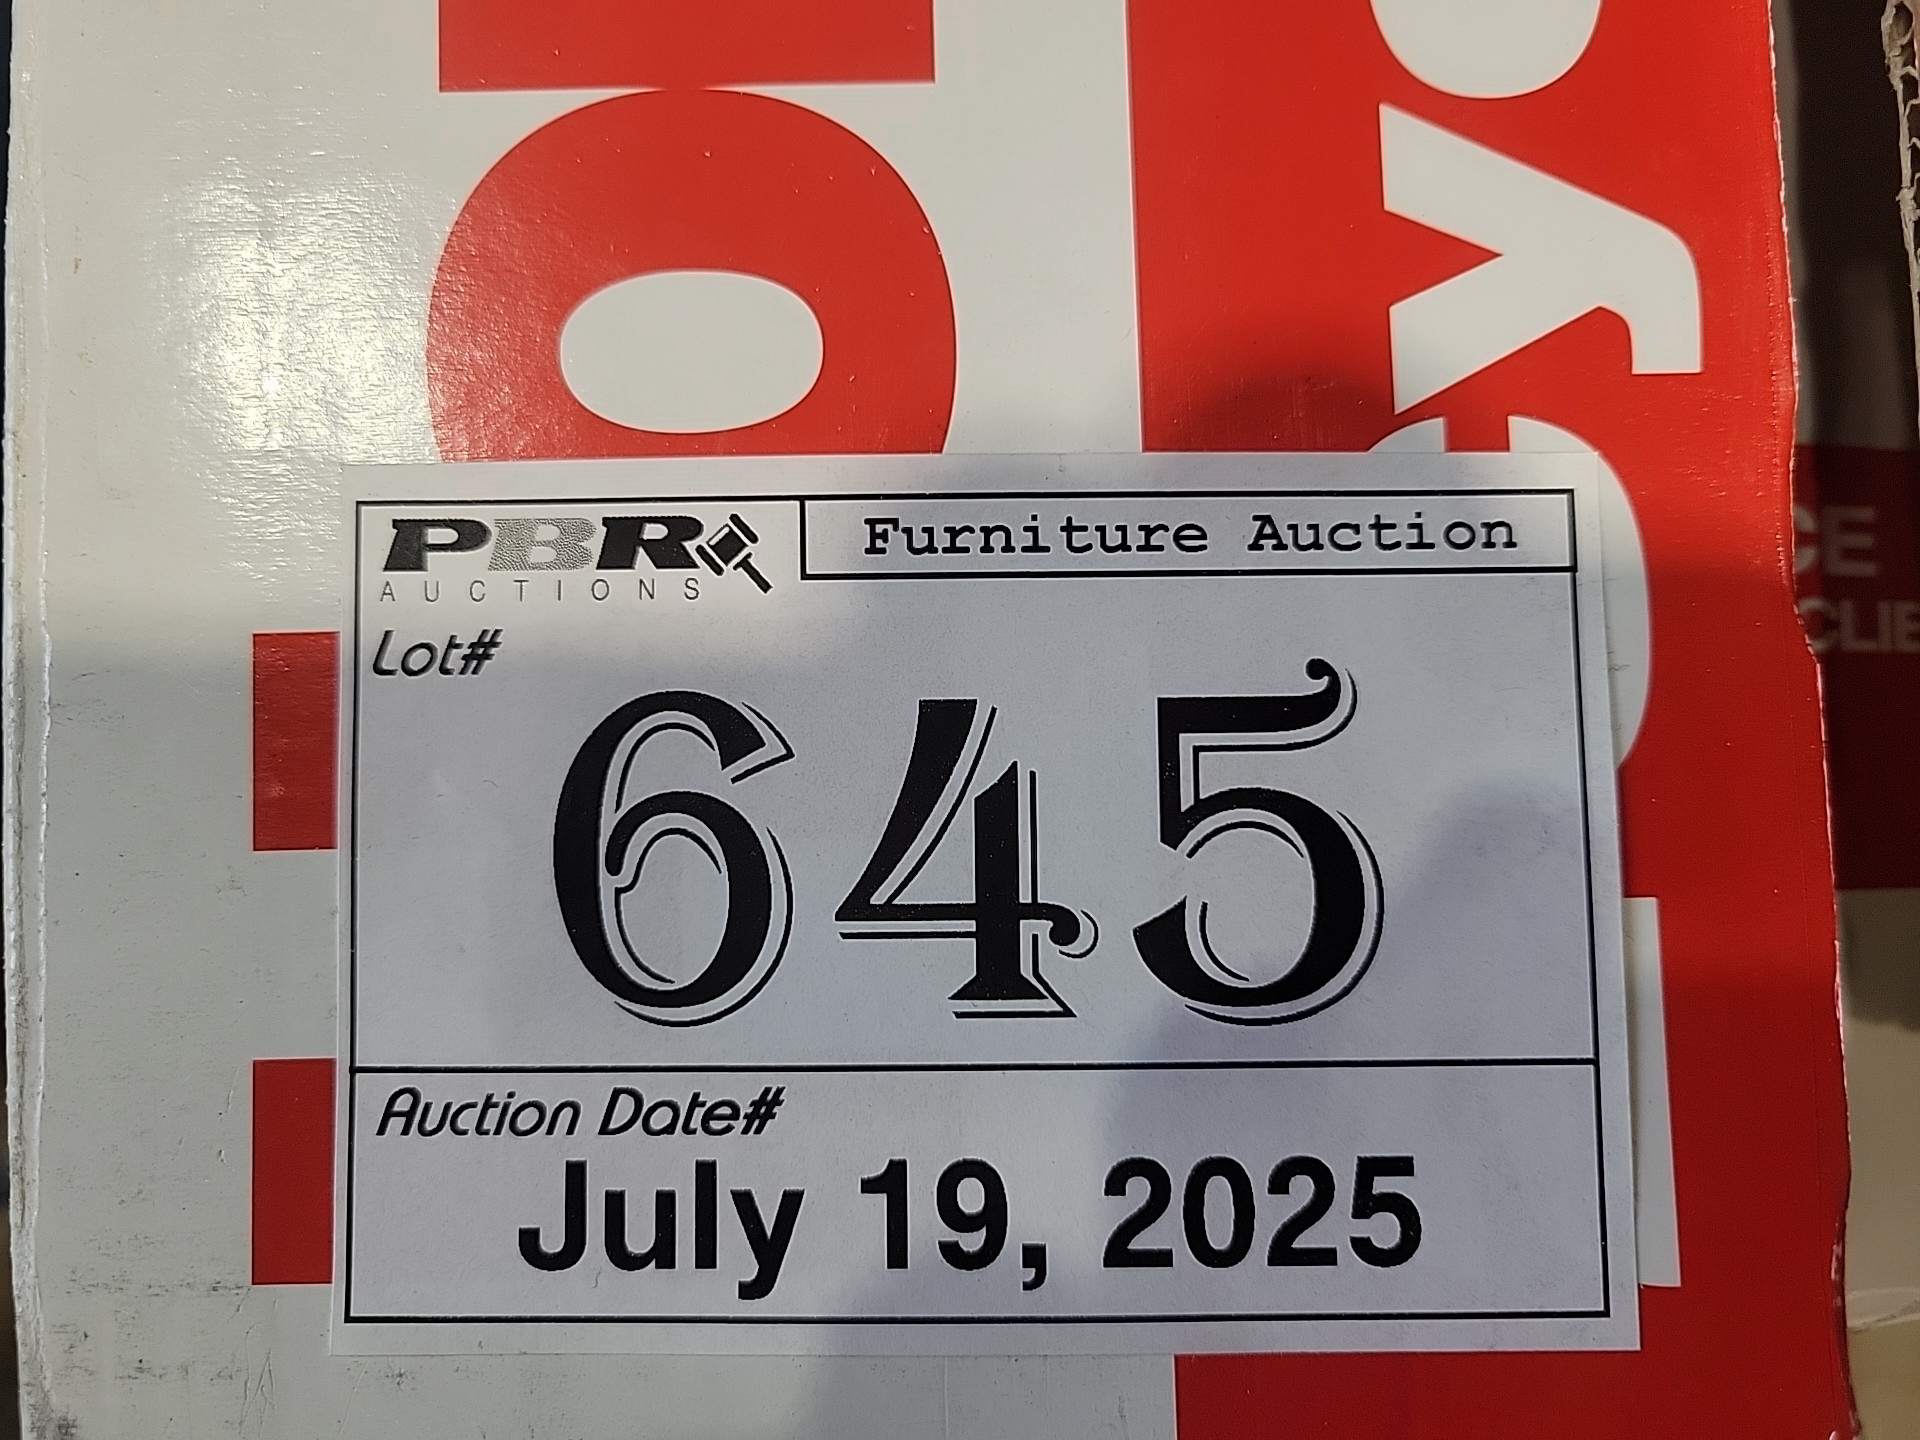 PBR
AUCTIONS
Furniture Auction
Lot#
645
Auction Date#
July 19, 2025